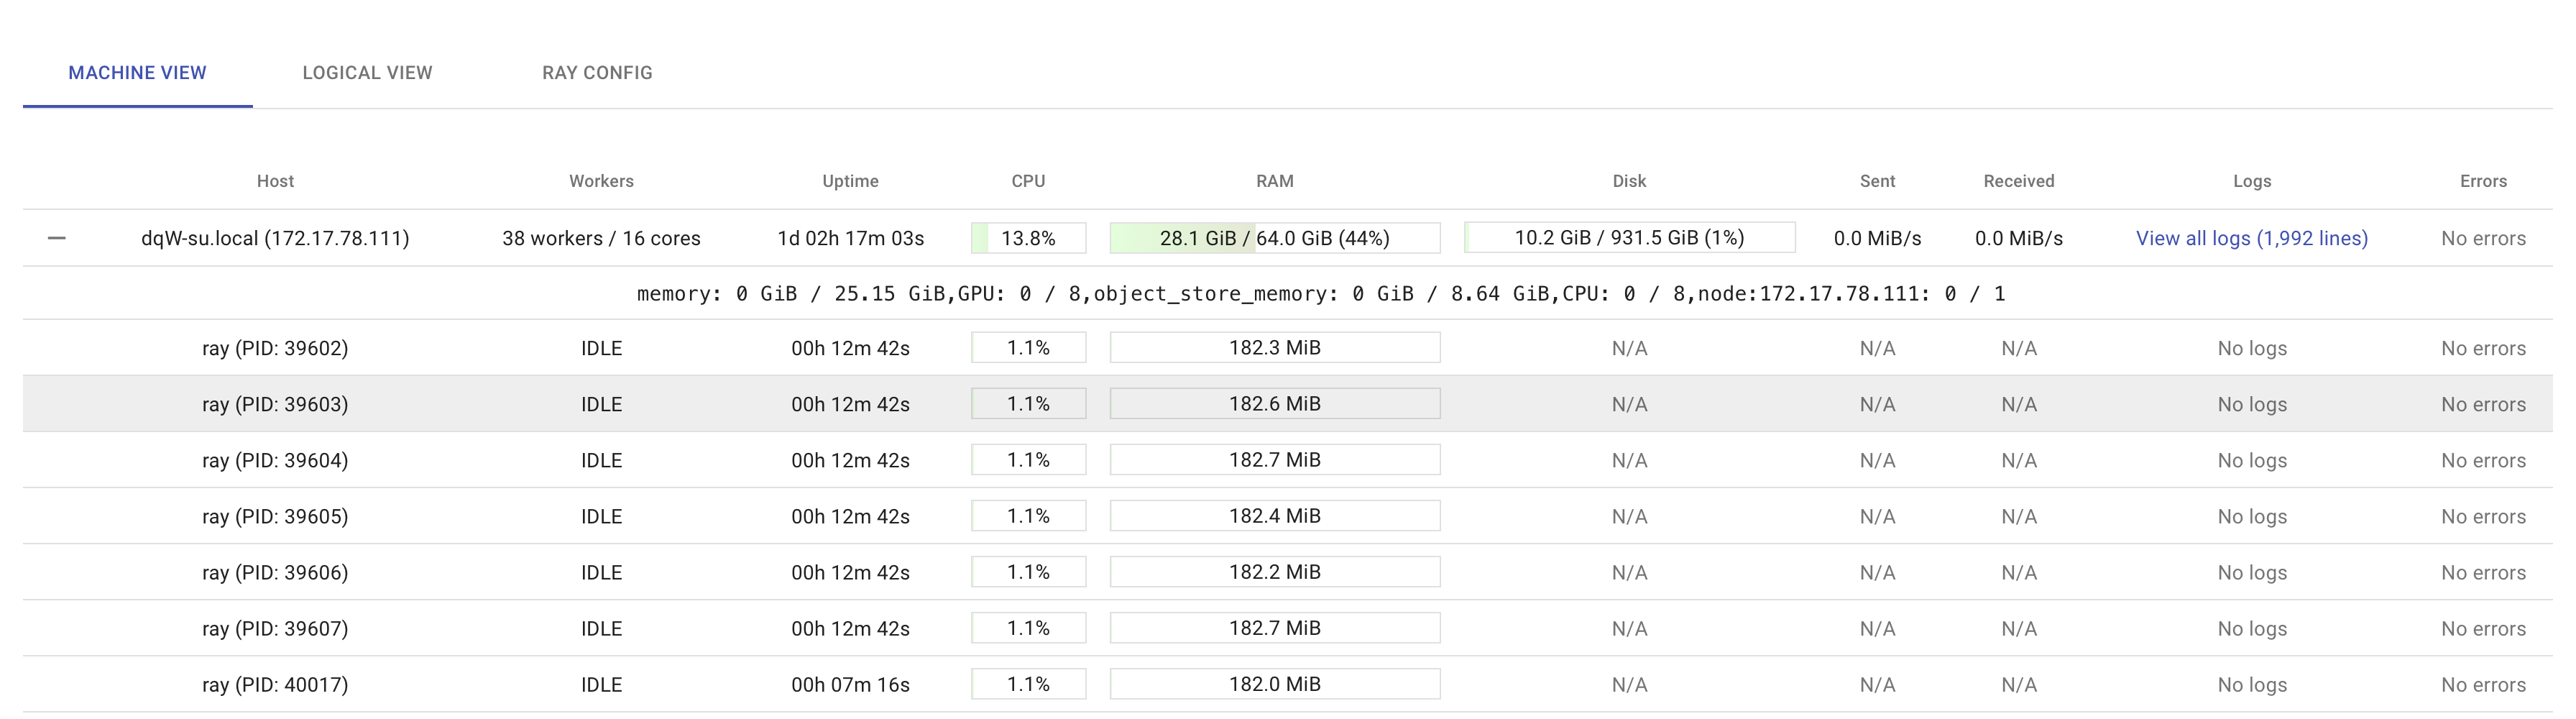 MACHINE VIEW LOGICAL VIEW RAY CONFIG
Host Workers Uptime CPU RAM Disk Sent Received Logs Errors
dqW-su.local (172.17.78.111) 38 workers / 16 cores 1d 02h 17m 03s 13.8% 28.1 GiB / 64.0 GiB (44%) 10.2 GiB / 931.5 GiB (1%) 0.0 MiB/s 0.0 MiB/s View all logs (1,992 lines) No errors
memory: 0 GiB / 25.15 GiB,GPU: 0 / 8,object_store_memory: 0 GiB / 8.64 GiB,CPU: 0 / 8,node:172.17.78.111: 0 / 1
ray (PID: 39602) IDLE 00h 12m 42s 1.1% 182.3 MiB N/A N/A N/A No logs No errors
ray (PID: 39603) IDLE 00h 12m 42s 1.1% 182.6 MiB N/A N/A N/A No logs No errors
ray (PID: 39604) IDLE 00h 12m 42s 1.1% 182.7 MiB N/A N/A N/A No logs No errors
ray (PID: 39605) IDLE 00h 12m 42s 1.1% 182.4 MiB N/A N/A N/A No logs No errors
ray (PID: 39606) IDLE 00h 12m 42s 1.1% 182.2 MiB N/A N/A N/A No logs No errors
ray (PID: 39607) IDLE 00h 12m 42s 1.1% 182.7 MiB N/A N/A N/A No logs No errors
ray (PID: 40017) IDLE 00h 07m 16s 1.1% 182.0 MiB N/A N/A N/A No logs No errors